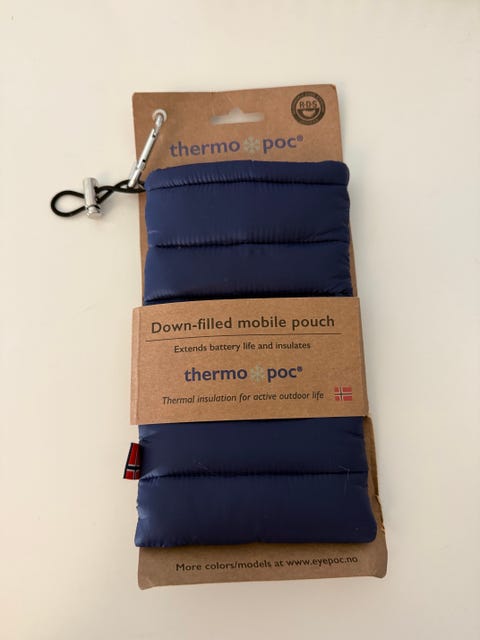 RDS
thermo poc®
Down-filled mobile pouch
Extends battery life and insulates
thermo poc®
Thermal insulation for active outdoor life
More colors/models at www.eyepoc.no